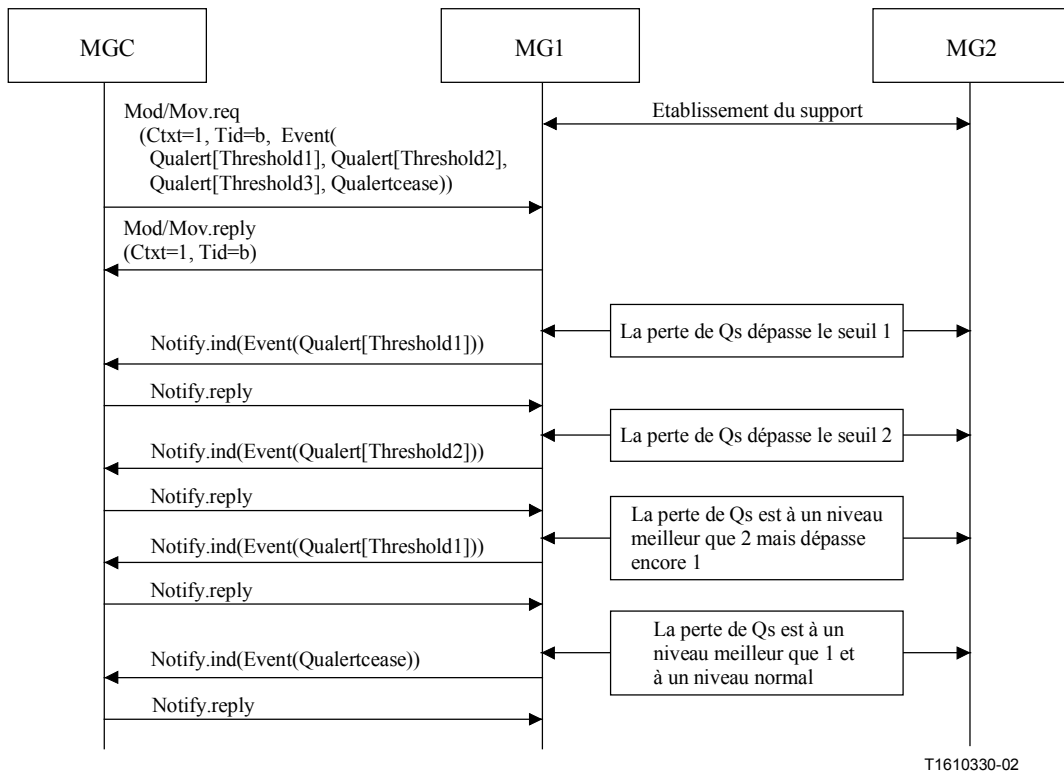 MGC
MG1
MG2
Mod/Mov.req
(Ctxt=1, Tid=b, Event(
Qualert[Threshold1], Qualert[Threshold2],
Qualert[Threshold3], Qualertcease))
Etablissement du support
Mod/Mov.reply
(Ctxt=1, Tid=b)
La perte de Qs dépasse le seuil 1
Notify.ind(Event(Qualert[Threshold1]))
Notify.reply
La perte de Qs dépasse le seuil 2
Notify.ind(Event(Qualert[Threshold2]))
Notify.reply
La perte de Qs est à un niveau
meilleur que 2 mais dépasse
encore 1
Notify.ind(Event(Qualert[Threshold1]))
Notify.reply
La perte de Qs est à un
niveau meilleur que 1 et
à un niveau normal
Notify.ind(Event(Qualertcease))
Notify.reply
T1610330-02